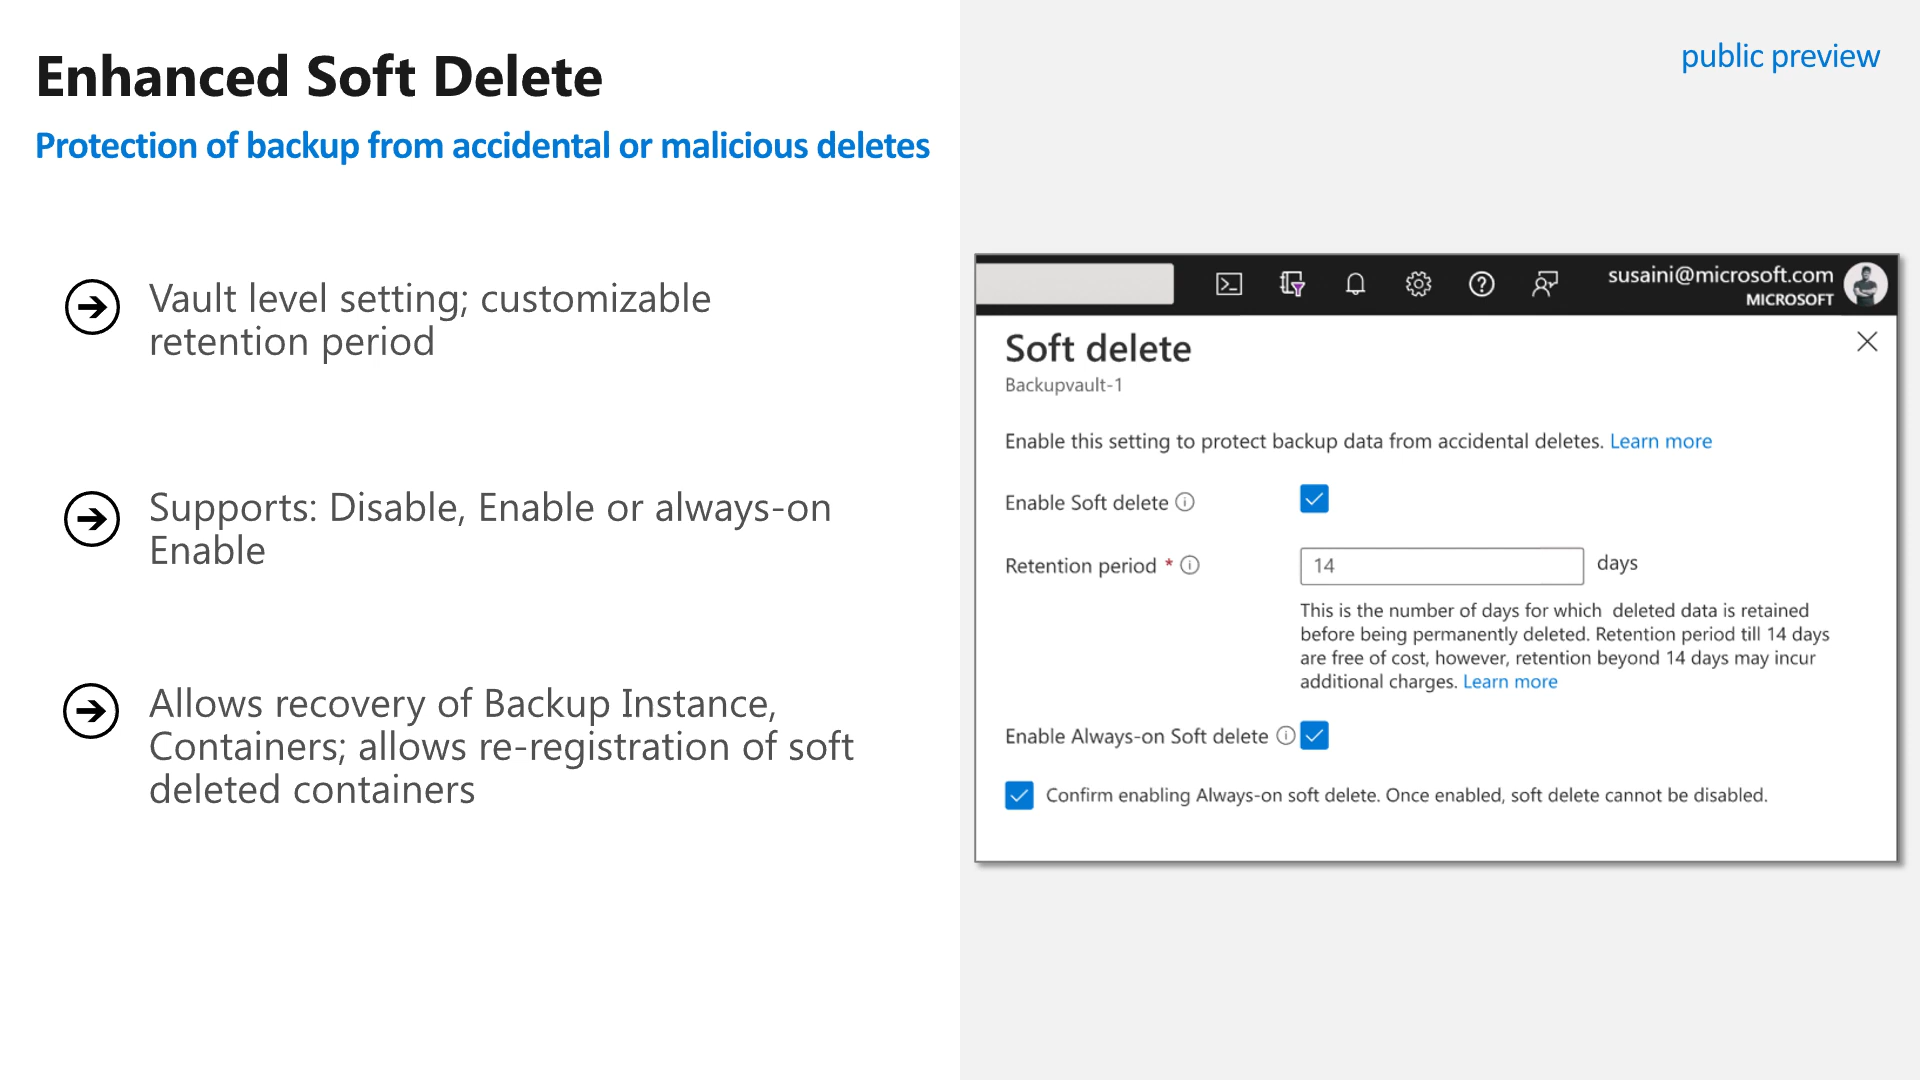 Enhanced Soft Delete
Protection of backup from accidental or malicious deletes
public preview
Vault level setting; customizable
retention period
Supports: Disable, Enable or always-on
Enable
Allows recovery of Backup Instance,
Containers; allows re-registration of soft
deleted containers
susaini@microsoft.com
MICROSOFT
Soft delete
Backupvault-1
Enable this setting to protect backup data from accidental deletes. Learn more
Enable Soft delete
Retention period * 14 days
This is the number of days for which deleted data is retained
before being permanently deleted. Retention period till 14 days
are free of cost, however, retention beyond 14 days may incur
additional charges. Learn more
Enable Always-on Soft delete
Confirm enabling Always-on soft delete. Once enabled, soft delete cannot be disabled.